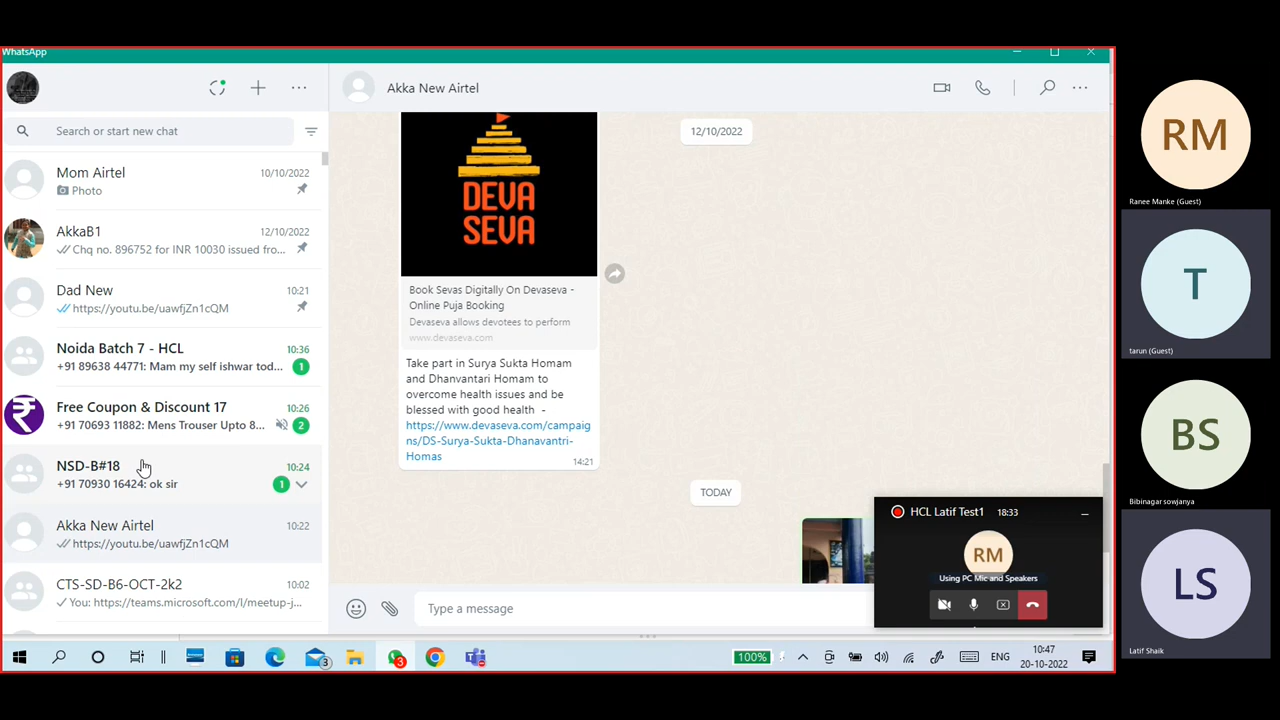 WhatsApp
Akka New Airtel
Search or start new chat
Mom Airtel
10/10/2022
Photo
AkkaB1
12/10/2022
Chq no. 896752 for INR 10030 issued fro...
Dad New
10:21
https://youtu.be/uawfjZn1cQM
Noida Batch 7 - HCL
10:36
+91 89638 44771: Mam my self ishwar tod...
1
Free Coupon & Discount 17
10:26
+91 70693 11882: Mens Trouser Upto 8...
2
NSD-B#18
10:24
+91 70930 16424: ok sir
1
Akka New Airtel
10:22
https://youtu.be/uawfjZn1cQM
CTS-SD-B6-OCT-2k2
10:02
You: https://teams.microsoft.com/l/meetup-j...
12/10/2022
DEVA
SEVA
Book Sevas Digitally On Devaseva -
Online Puja Booking
Devaseva allows devotees to perform
www.devaseva.com
Take part in Surya Sukta Homam
and Dhanvantari Homam to
overcome health issues and be
blessed with good health -
https://www.devaseva.com/campaig
ns/DS-Surya-Sukta-Dhanavantri-
Homas
14:21
TODAY
Type a message
HCL Latif Test1 18:33
RM
Using PC Mic and Speakers
3
3
100%
ENG
10:47
20-10-2022
RM
Ranee Manke (Guest)
T
tarun (Guest)
BS
Bibinagar sowjanya
LS
Latif Shaik